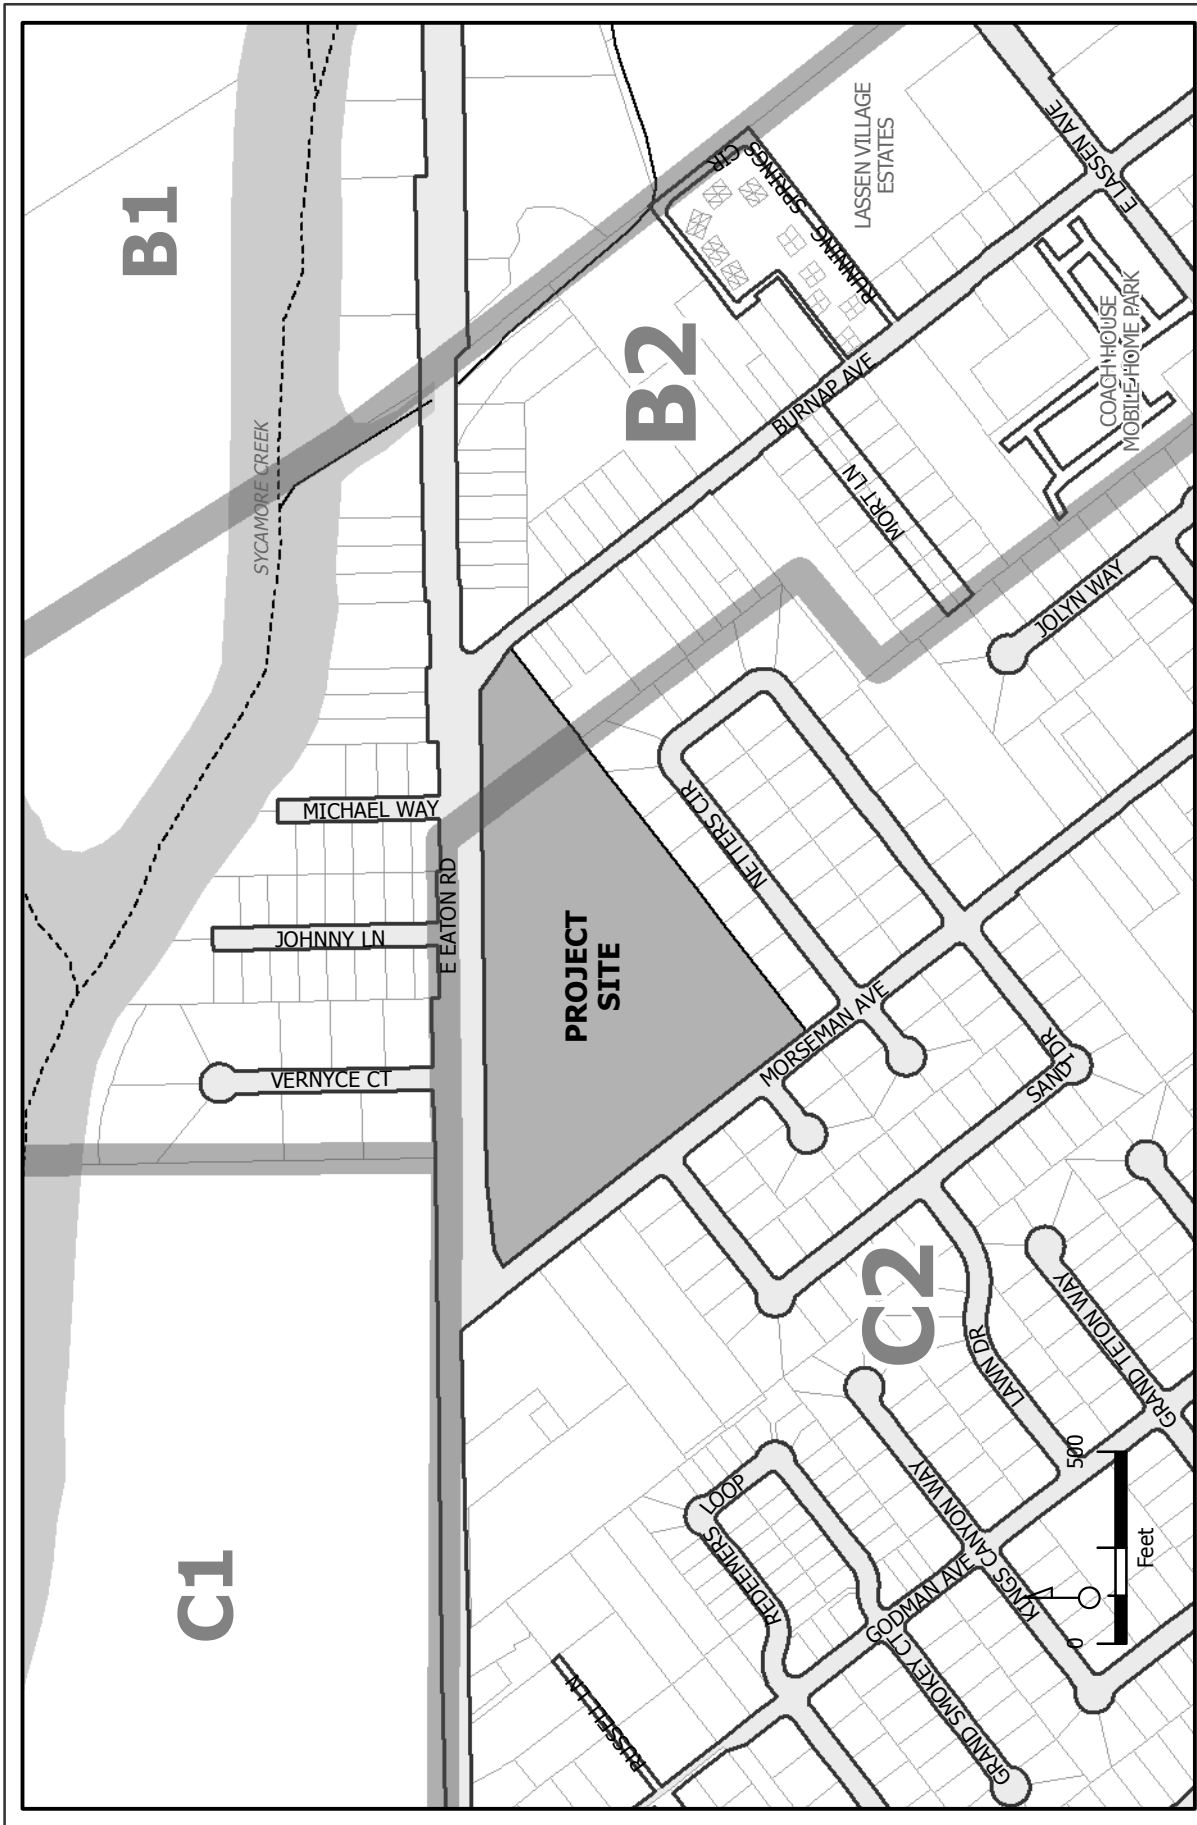 B1
SYCAMORE CREEK
C1
MICHAEL WAY
JOHNNY LN
VERNYCE CT
E EATON RD
PROJECT
SITE
B2
LASSEN VILLAGE
ESTATES
RUNNING SPRINGS CIR
E LASSEN AVE
BURNAP AVE
MORT LN
COACH HOUSE
MOBILE HOME PARK
JOLYN WAY
NETTERS CIR
MORSEMAN AVE
SANDY DR
C2
LAWN DR
GRAND TETON WAY
KINGS CANYON WAY
REDEEMERS LOOP
GODMAN AVE
GRAND SMOKEY CT
RUSSELL LN
0
500
Feet